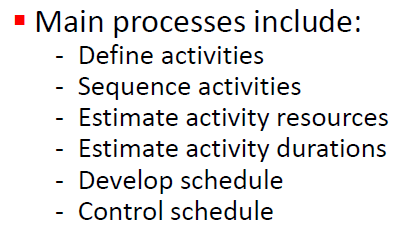 ▪ Main processes include:
- Define activities
- Sequence activities
- Estimate activity resources
- Estimate activity durations
- Develop schedule
- Control schedule